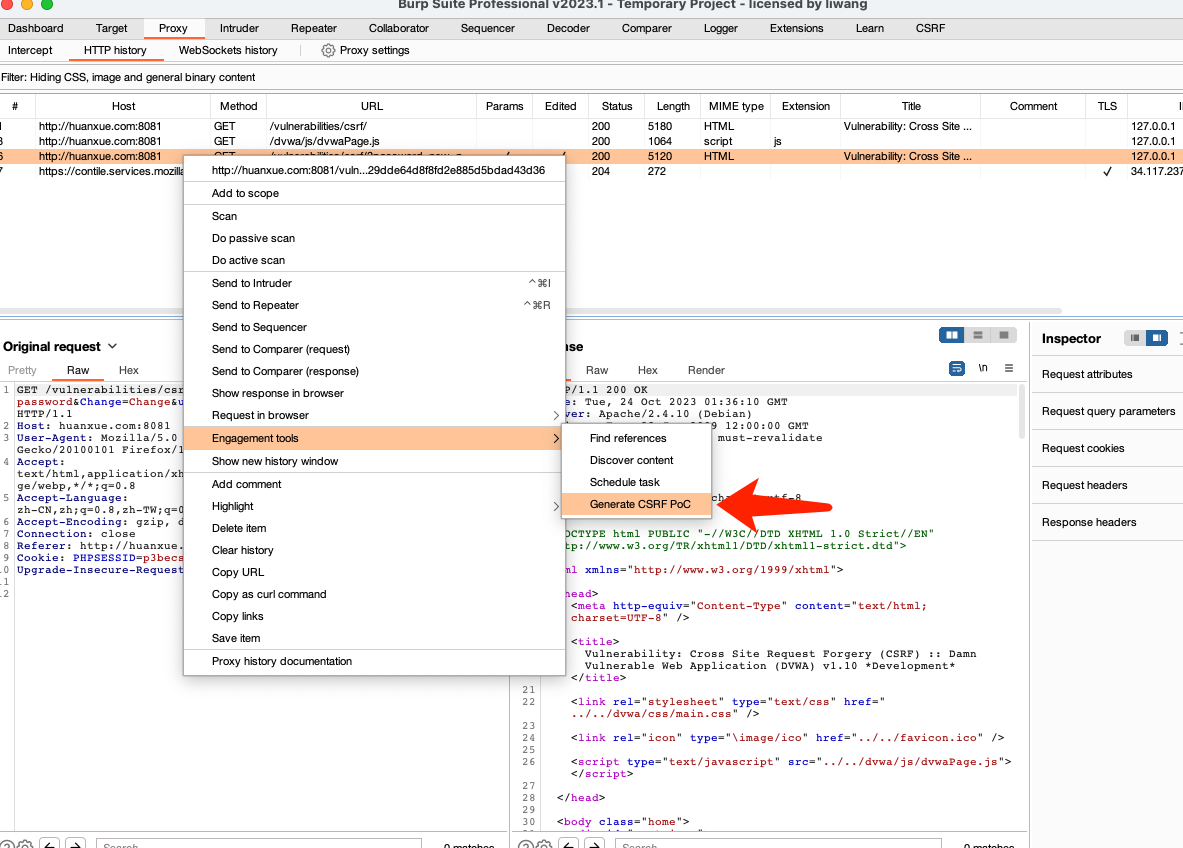 Burp Suite Professional v2023.1 - Temporary Project - licensed by liwang
Dashboard Target Proxy Intruder Repeater Collaborator Sequencer Decoder Comparer Logger Extensions Learn CSRF
Intercept HTTP history WebSockets history Proxy settings
Filter: Hiding CSS, image and general binary content
# Host Method URL Params Edited Status Length MIME type Extension Title Comment TLS
http://huanxue.com:8081 GET /vulnerabilities/csrf/ 200 5180 HTML Vulnerability: Cross Site ... 127.0.0.1
http://huanxue.com:8081 GET /dvwa/js/dvwaPage.js 200 1064 script js 127.0.0.1
http://huanxue.com:8081 200 5120 HTML Vulnerability: Cross Site ... 127.0.0.1
https://contile.services.mozilla 204 272 ✓ 34.117.237
http://huanxue.com:8081/vuln...29dde64d8f8fd2e885d5bdad43d36
Add to scope
Scan
Do passive scan
Do active scan
Send to Intruder ^⌘I
Send to Repeater ^⌘R
Send to Sequencer
Send to Comparer (request)
Send to Comparer (response)
Show response in browser
Request in browser
Engagement tools
Show new history window
Add comment
Highlight
Delete item
Clear history
Copy URL
Copy as curl command
Copy links
Save item
Proxy history documentation
Find references
Discover content
Schedule task
Generate CSRF PoC
Original request
Pretty Raw Hex
1 GET /vulnerabilities/csr
password&Change=Change&u
HTTP/1.1
2 Host: huanxue.com:8081
3 User-Agent: Mozilla/5.0
Gecko/20100101 Firefox/1
4 Accept:
text/html,application/xh
ge/webp,*/*;q=0.8
5 Accept-Language:
zh-CN,zh;q=0.8,zh-TW;q=0
6 Accept-Encoding: gzip, d
7 Connection: close
8 Referer: http://huanxue.
9 Cookie: PHPSESSID=p3becs
10 Upgrade-Insecure-Request
11
12
nse
Raw Hex Render
\n
P/1.1 200 OK
e: Tue, 24 Oct 2023 01:36:10 GMT
ver: Apache/2.4.10 (Debian)
2009 12:00:00 GMT
must-revalidate
OCTYPE html PUBLIC "-//W3C//DTD XHTML 1.0 Strict//EN"
tp://www.w3.org/TR/xhtml1/DTD/xhtml1-strict.dtd">
ml xmlns="http://www.w3.org/1999/xhtml">
head>
<meta http-equiv="Content-Type" content="text/html;
charset=UTF-8" />
<title>
Vulnerability: Cross Site Request Forgery (CSRF) :: Damn
Vulnerable Web Application (DVWA) v1.10 *Development*
</title>
21
22 <link rel="stylesheet" type="text/css" href="
../../dvwa/css/main.css" />
23
24 <link rel="icon" type="\image/ico" href="../../favicon.ico" />
25
26 <script type="text/javascript" src="../../dvwa/js/dvwaPage.js">
</script>
27
28 </head>
29
30 <body class="home">
Inspector
Request attributes
Request query parameters
Request cookies
Request headers
Response headers
Search... 0 matches
Search... 0 matches